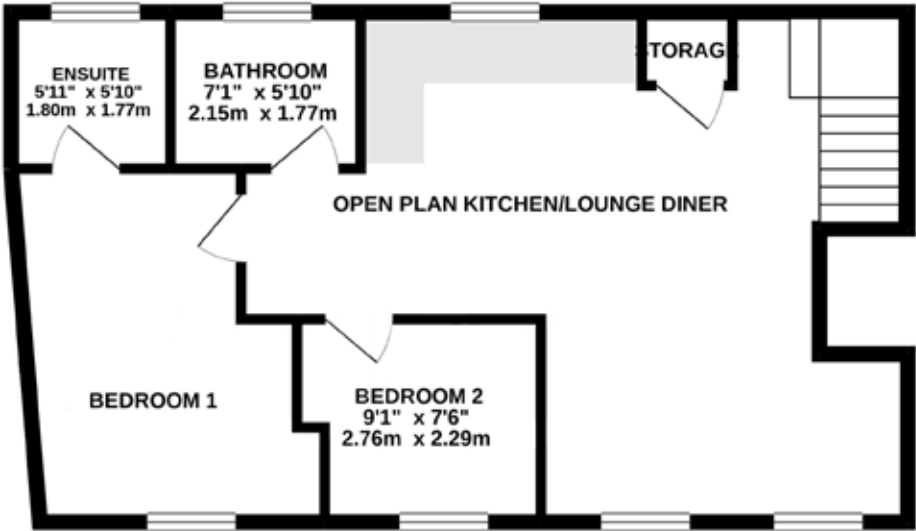 ENSUITE
5'11" x 5'10"
1.80m x 1.77m
BATHROOM
7'1" x 5'10"
2.15m x 1.77m
STORAG
OPEN PLAN KITCHEN/LOUNGE DINER
BEDROOM 1
BEDROOM 2
9'1" x 7'6"
2.76m x 2.29m